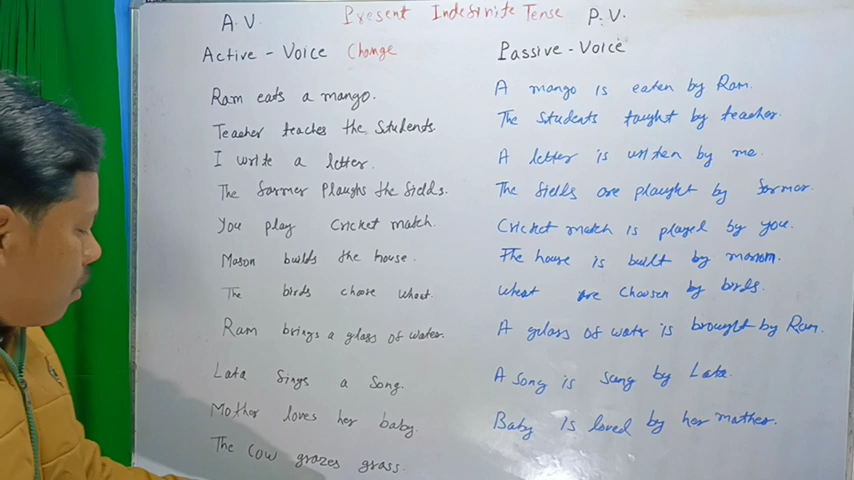 A.V. Present Indefinite Tense P.V.
Active - Voice Change Passive - Voice
Ram eats a mango. A mango is eaten by Ram.
Teacher teaches the Students. The Students taught by teacher.
I write a letter. A letter is written by me.
The farmer Ploughs the fields. The fields are plought by farmer.
You play Cricket match. Cricket match is played by you.
Mason builds the house. The house is built by mason.
The birds choose wheat. Wheat are choosen by birds.
Ram brings a glass of water. A glass of water is brought by Ram.
Lata Sings a Song. A song is sung by Lata.
Mother loves her baby. Baby is loved by her mother.
The Cow grazes grass.